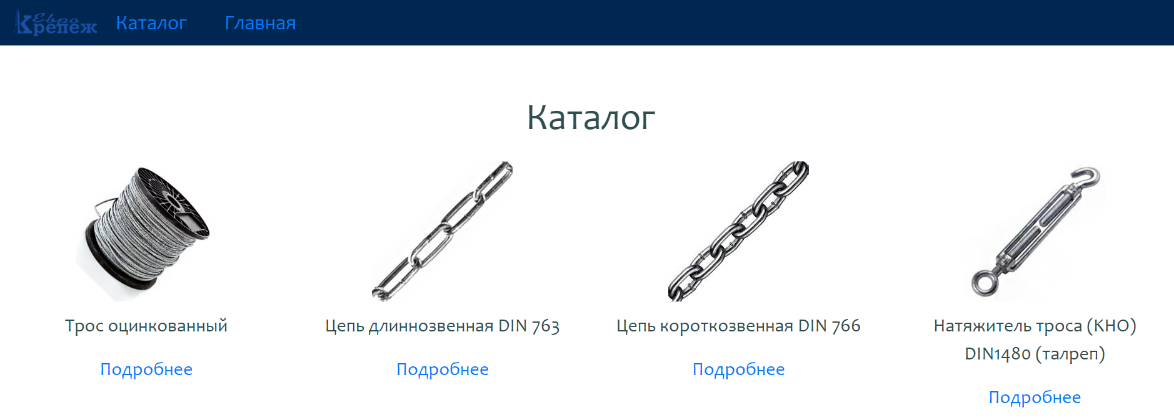 Крепёж
Каталог Главная
Каталог
Трос оцинкованный
Цепь длиннозвенная DIN 763
Цепь короткозвенная DIN 766
Натяжитель троса (КНО)
DIN1480 (талреп)
Подробнее
Подробнее
Подробнее
Подробнее